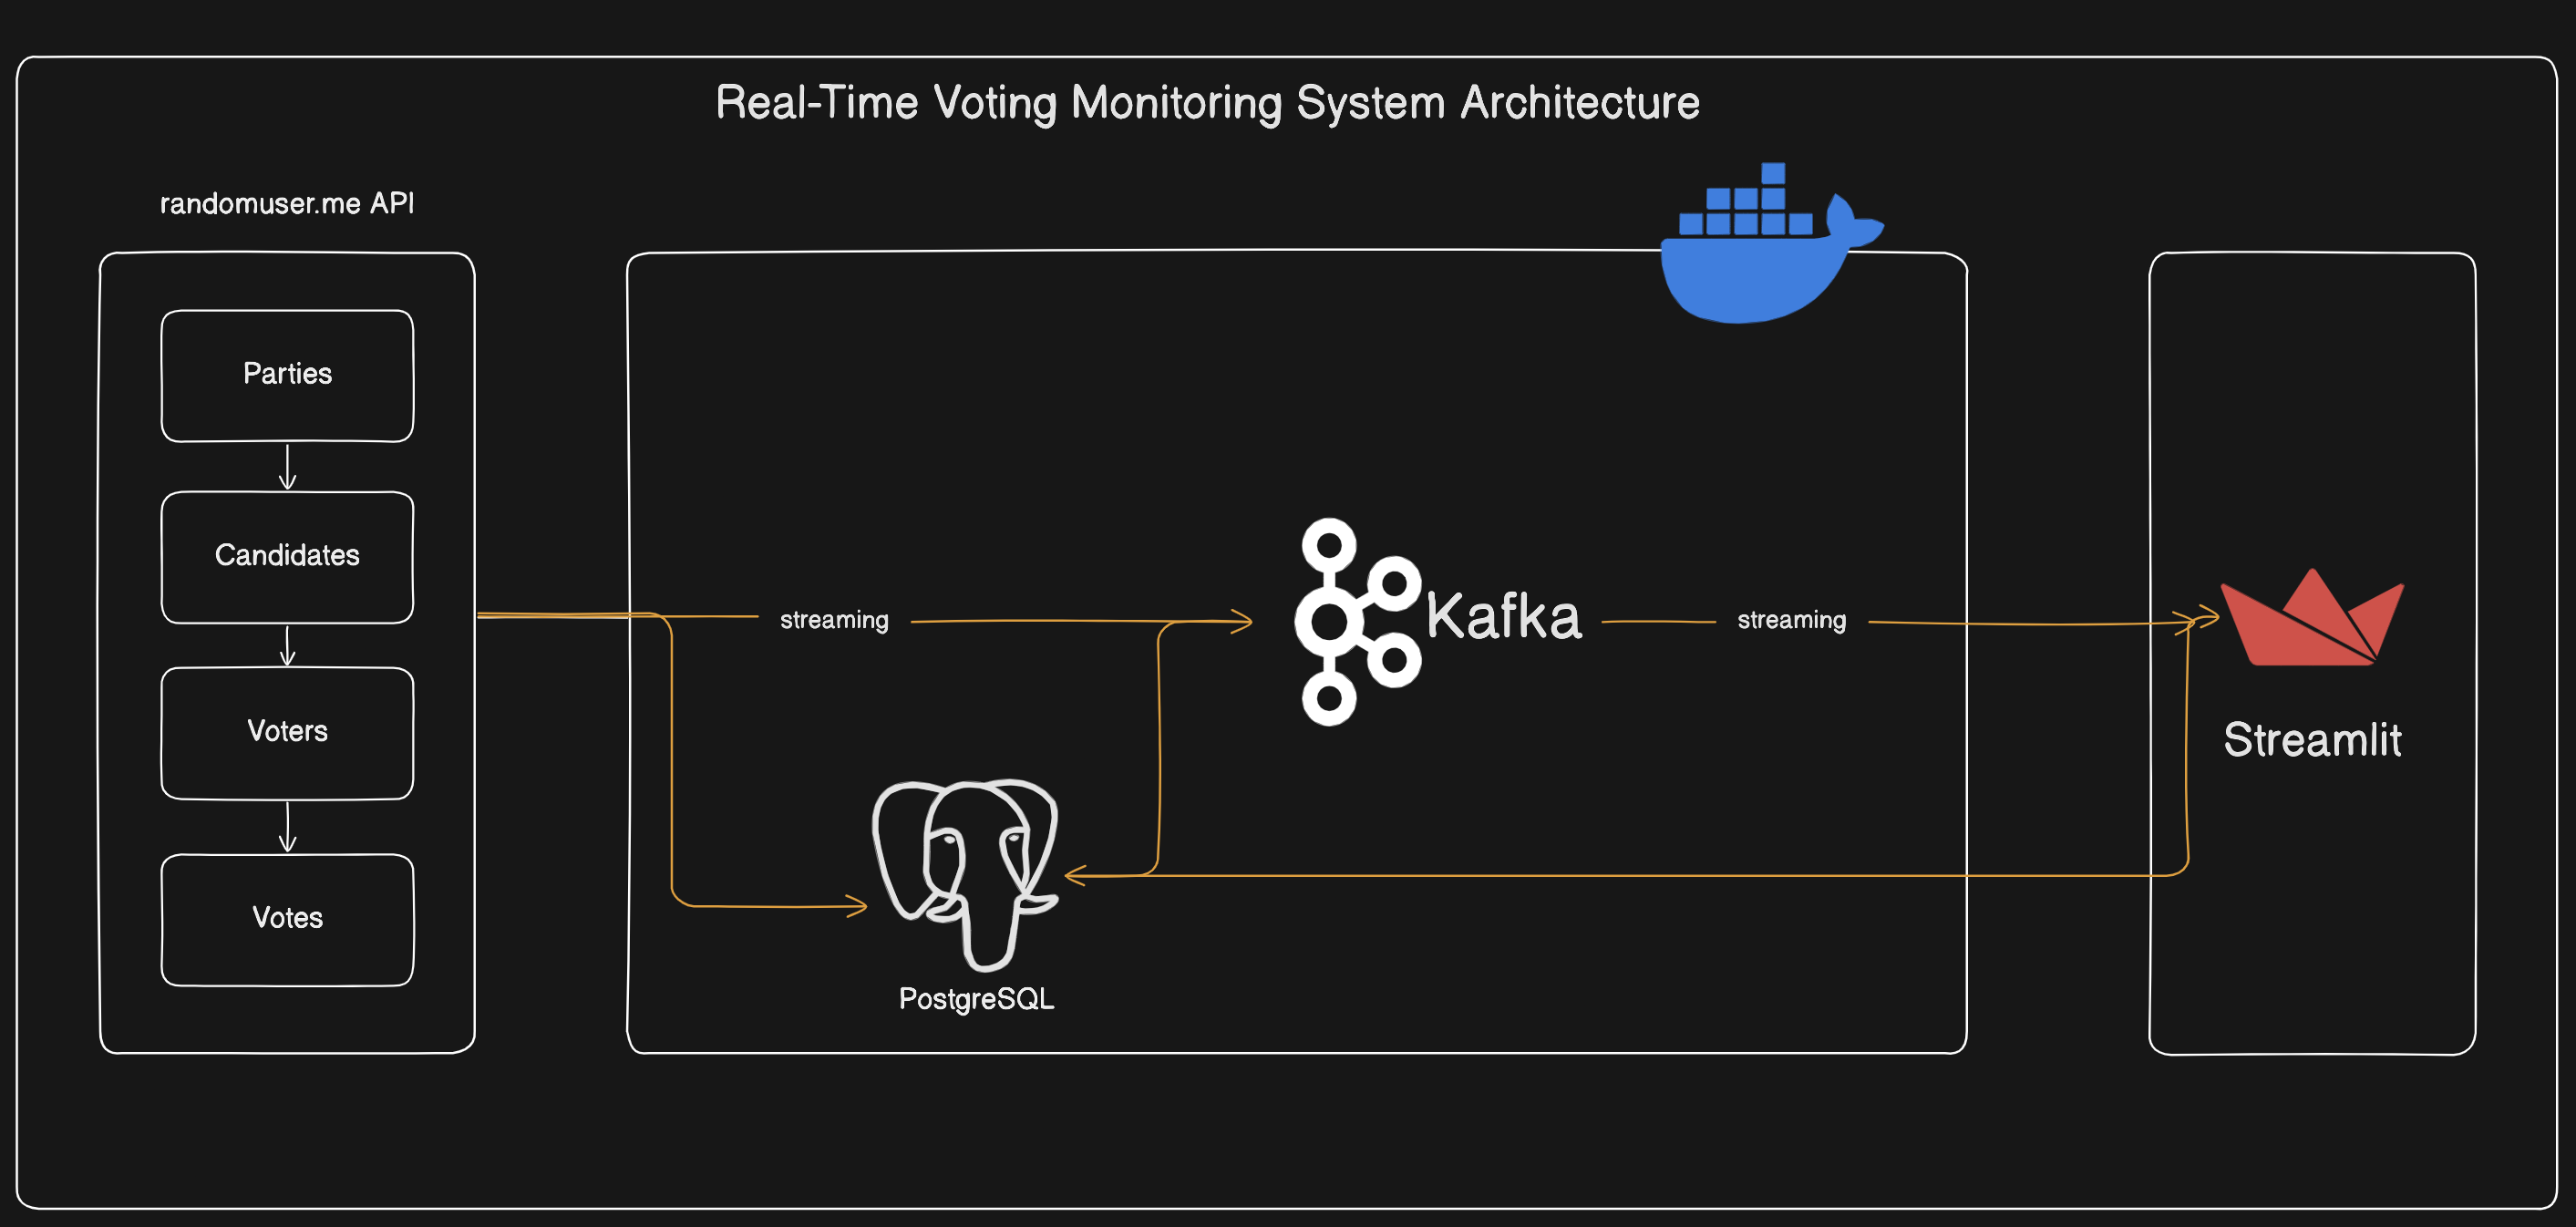 Real-Time Voting Monitoring System Architecture
randomuser.me API
Parties
Candidates
Voters
Votes
streaming
Kafka
streaming
PostgreSQL
Streamlit